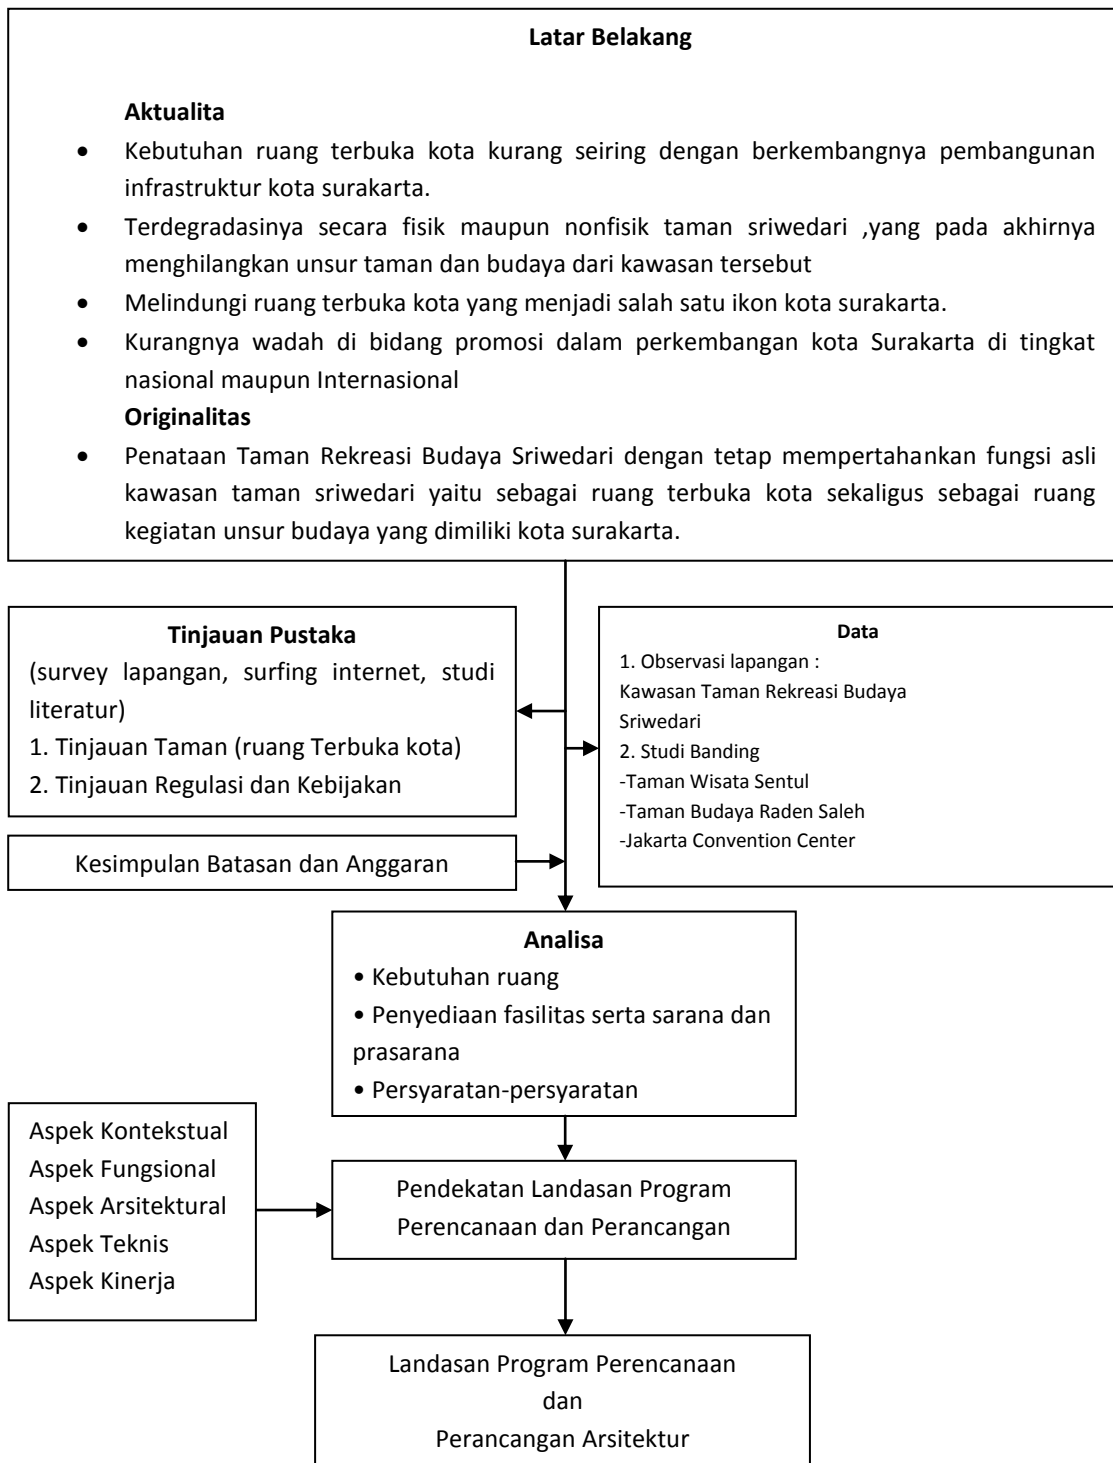 Latar Belakang
Aktualita
• Kebutuhan ruang terbuka kota kurang seiring dengan berkembangnya pembangunan
infrastruktur kota surakarta.
• Terdegradasinya secara fisik maupun nonfisik taman sriwedari ,yang pada akhirnya
menghilangkan unsur taman dan budaya dari kawasan tersebut
• Melindungi ruang terbuka kota yang menjadi salah satu ikon kota surakarta.
• Kurangnya wadah di bidang promosi dalam perkembangan kota Surakarta di tingkat
nasional maupun Internasional
Originalitas
• Penataan Taman Rekreasi Budaya Sriwedari dengan tetap mempertahankan fungsi asli
kawasan taman sriwedari yaitu sebagai ruang terbuka kota sekaligus sebagai ruang
kegiatan unsur budaya yang dimiliki kota surakarta.
Tinjauan Pustaka
(survey lapangan, surfing internet, studi
literatur)
1. Tinjauan Taman (ruang Terbuka kota)
2. Tinjauan Regulasi dan Kebijakan
Data
1. Observasi lapangan :
Kawasan Taman Rekreasi Budaya
Sriwedari
2. Studi Banding
-Taman Wisata Sentul
-Taman Budaya Raden Saleh
-Jakarta Convention Center
Kesimpulan Batasan dan Anggaran
Analisa
• Kebutuhan ruang
• Penyediaan fasilitas serta sarana dan
prasarana
• Persyaratan-persyaratan
Aspek Kontekstual
Aspek Fungsional
Aspek Arsitektural
Aspek Teknis
Aspek Kinerja
Pendekatan Landasan Program
Perencanaan dan Perancangan
Landasan Program Perencanaan
dan
Perancangan Arsitektur